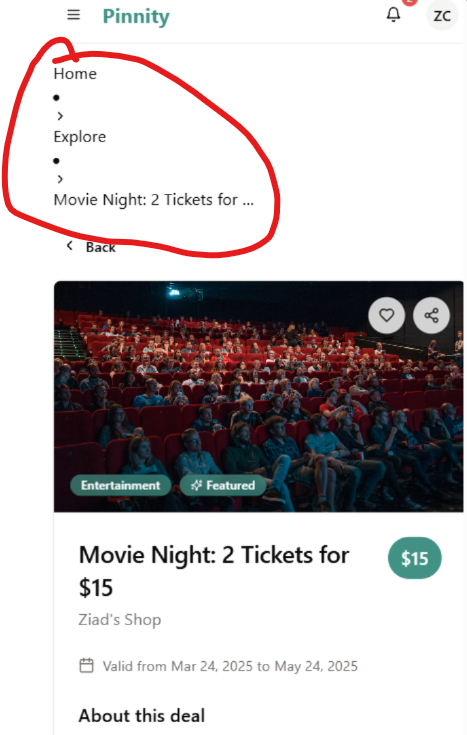 Pinnity
ZC
Home
Explore
Movie Night: 2 Tickets for ...
Back
Entertainment
Featured
Movie Night: 2 Tickets for
$15
$15
Ziad's Shop
Valid from Mar 24, 2025 to May 24, 2025
About this deal